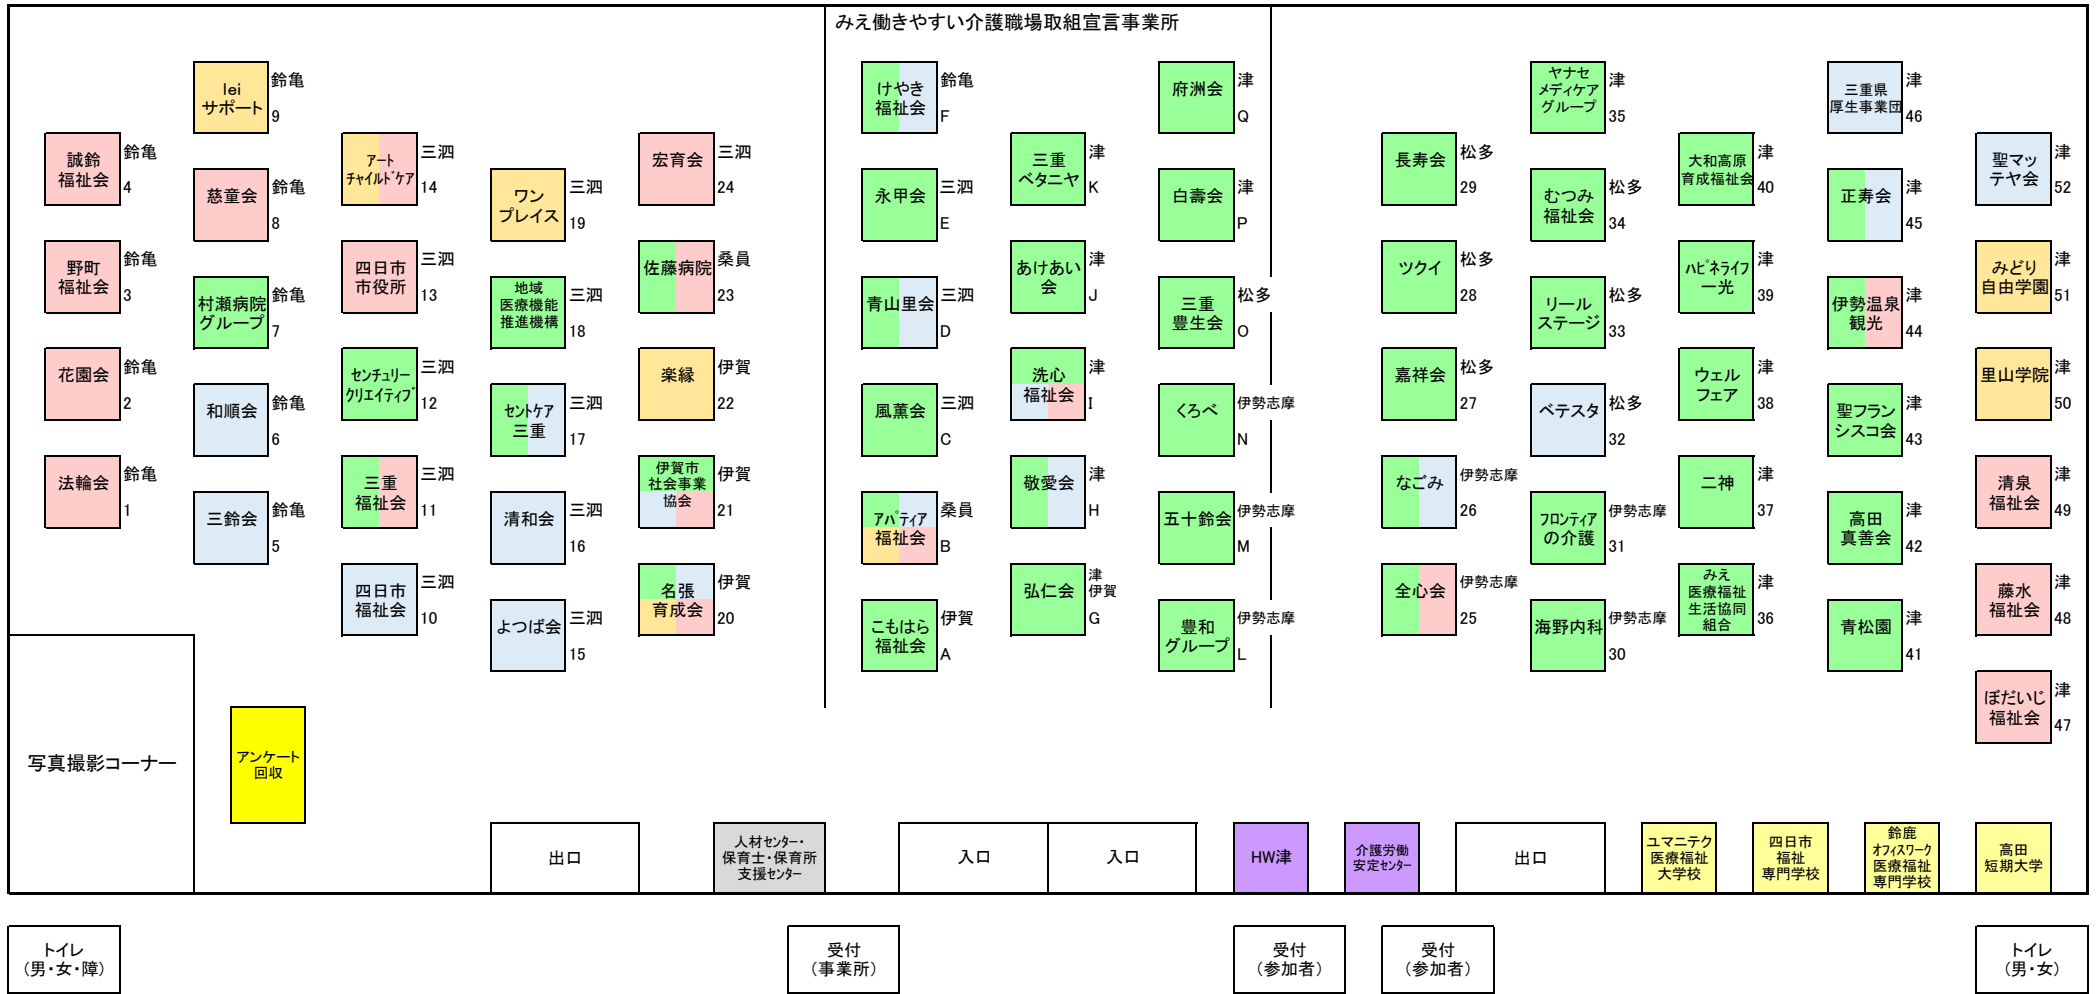 みえ働きやすい介護職場取組宣言事業所
誠鈴
福祉会
鈴亀
4
野町
福祉会
鈴亀
3
花園会
鈴亀
2
法輪会
鈴亀
1
lei
サポート
鈴亀
9
慈童会
鈴亀
8
村瀬病院
グループ
鈴亀
7
和順会
鈴亀
6
三鈴会
鈴亀
5
アート
チャイルドケア
三泗
14
四日市
市役所
三泗
13
センチュリー
クリエイティブ
三泗
12
三重
福祉会
三泗
11
四日市
福祉会
三泗
10
ワン
プレイス
三泗
19
地域
医療機能
推進機構
三泗
18
セントケア
三重
三泗
17
清和会
三泗
16
よつば会
三泗
15
宏育会
三泗
24
佐藤病院
桑員
23
楽縁
伊賀
22
伊賀市
社会事業
協会
伊賀
21
名張
育成会
伊賀
20
けやき
福祉会
鈴亀
F
永甲会
三泗
E
青山里会
三泗
D
風薫会
三泗
C
アパティア
福祉会
桑員
B
こもはら
福祉会
伊賀
A
三重
ベタニヤ
津
K
あけあい
会
津
J
洗心
福祉会
津
I
敬愛会
津
H
弘仁会
津
伊賀
G
府洲会
津
Q
白壽会
津
P
三重
豊生会
松多
O
くろべ
伊勢志摩
N
五十鈴会
伊勢志摩
M
豊和
グループ
伊勢志摩
L
長寿会
松多
29
ツクイ
松多
28
嘉祥会
松多
27
なごみ
伊勢志摩
26
全心会
伊勢志摩
25
ヤナセ
メディケア
グループ
津
35
むつみ
福祉会
松多
34
リール
ステージ
松多
33
ベテスタ
松多
32
フロンティア
の介護
伊勢志摩
31
海野内科
伊勢志摩
30
大和高原
育成福祉会
津
40
ハピネライフ
一光
津
39
ウェル
フェア
津
38
二神
津
37
みえ
医療福祉
生活協同
組合
津
36
三重県
厚生事業団
津
46
正寿会
津
45
伊勢温泉
観光
津
44
聖フラン
シスコ会
津
43
高田
真善会
津
42
青松園
津
41
聖マッ
テヤ会
津
52
みどり
自由学園
津
51
里山学院
津
50
清泉
福祉会
津
49
藤水
福祉会
津
48
ぼだいじ
福祉会
津
47
写真撮影コーナー
アンケート
回収
出口
人材センター・
保育士・保育所
支援センター
入口
入口
HW津
介護労働
安定センター
出口
ユマニテク
医療福祉
大学校
四日市
福祉
専門学校
鈴鹿
オフィスワーク
医療福祉
専門学校
高田
短期大学
トイレ
（男・女・障）
受付
（事業所）
受付
（参加者）
受付
（参加者）
トイレ
（男・女）